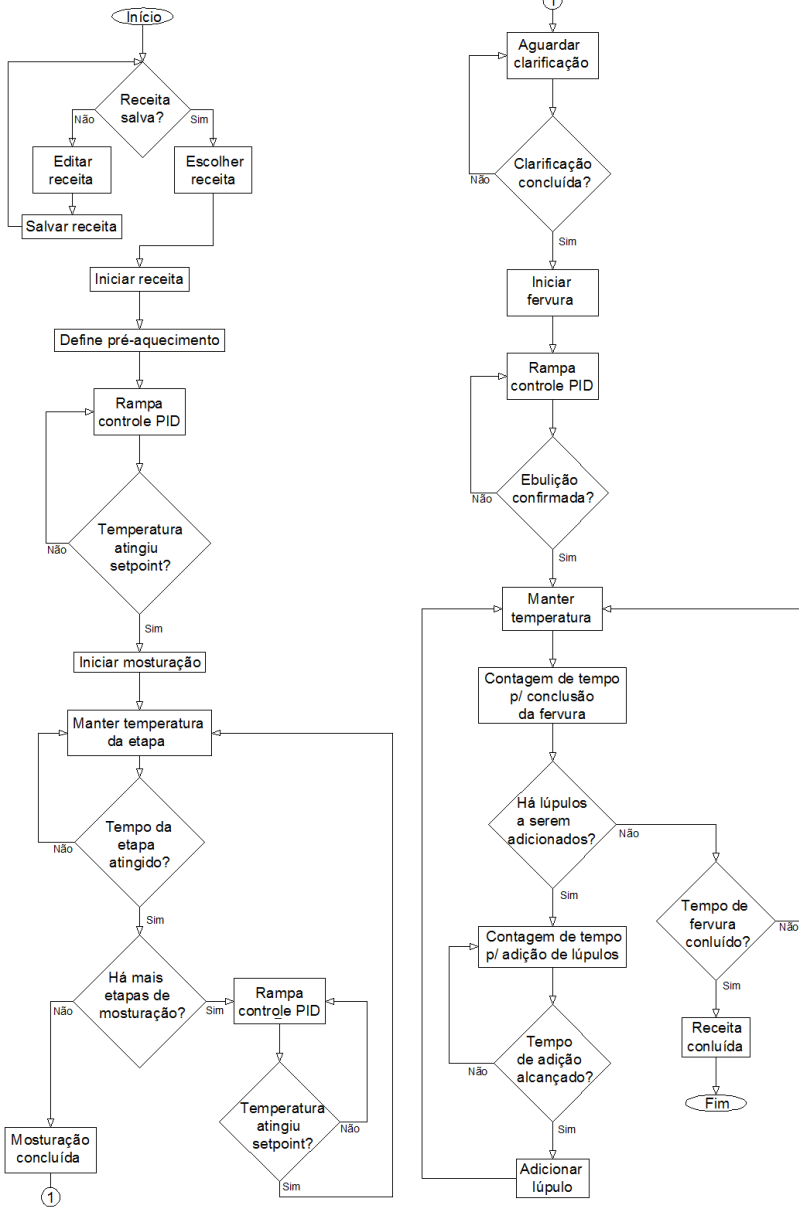 Início
Receita
salva?
Não
Sim
Editar
receita
Escolher
receita
Salvar receita
Iniciar receita
Define pré-aquecimento
Rampa
controle PID
Temperatura
atingiu
setpoint?
Não
Sim
Iniciar mosturação
Manter temperatura
da etapa
Tempo da
etapa
atingido?
Não
Sim
Há mais
etapas de
mosturação?
Não
Sim
Rampa
controle PID
Temperatura
atingiu
setpoint?
Não
Sim
Mosturação
concluída
1
1
Aguardar
clarificação
Clarificação
concluída?
Não
Sim
Iniciar
fervura
Rampa
controle PID
Ebulição
confirmada?
Não
Sim
Manter
temperatura
Contagem de tempo
p/ conclusão
da fervura
Há lúpulos
a serem
adicionados?
Não
Sim
Tempo de
fervura
conluído?
Não
Sim
Contagem de tempo
p/ adição de lúpulos
Tempo
de adição
alcançado?
Não
Sim
Adicionar
lúpulo
Receita
conluída
Fim